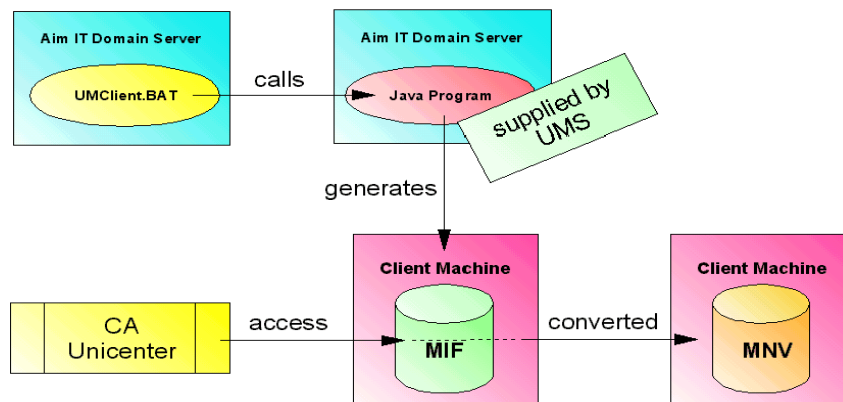 Aim IT Domain Server
UMClient.BAT
calls
Aim IT Domain Server
Java Program
supplied by
UMS
generates
CA
Unicenter
access
Client Machine
MIF
converted
Client Machine
MNV